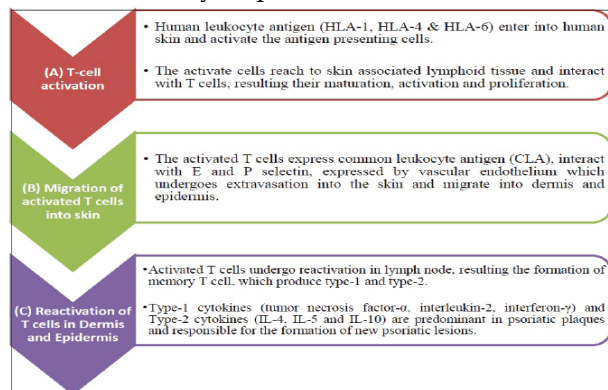 • Human leukocyte antigen (HLA-1, HLA-4 & HLA-6) enter into human
skin and activate the antigen presenting cells.
(A) T-cell
activation
• The activate cells reach to skin associated lymphoid tissue and interact
with T cells, resulting their maturation, activation and proliferation.
(B) Migration of
activated T cells
into skin
• The activated T cells express common leukocyte antigen (CLA), interact
with E and P selectin, expressed by vascular endothelium which
undergoes extravasation into the skin and migrate into dermis and
epidermis.
(C) Reactivation of
T cells in Dermis
and Epidermis
•Activated T cells undergo reactivation in lymph node, resulting the formation of
memory T cell, which produce type-1 and type-2.
•Type-1 cytokines (tumor necrosis factor-α, interleukin-2, interferon-γ) and
Type-2 cytokines (IL-4, IL-5 and IL-10) are predominant in psoriatic plaques
and responsible for the formation of new psoriatic lesions.